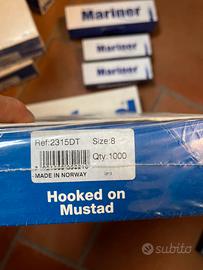 Mariner
Mariner
Mariner
Ref:2315DT Size:8
Qty:1000
MADE IN NORWAY
Hooked on
Mustad
subito